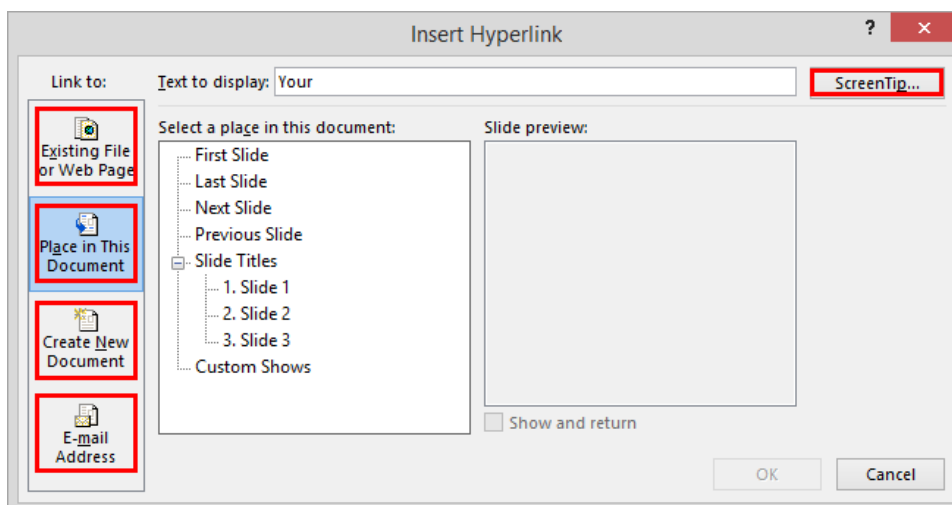 Insert Hyperlink
?
Link to:
Text to display: Your
ScreenTip...
Existing File
or Web Page
Place in This
Document
Create New
Document
E-mail
Address
Select a place in this document:
First Slide
Last Slide
Next Slide
Previous Slide
Slide Titles
1. Slide 1
2. Slide 2
3. Slide 3
Custom Shows
Slide preview:
Show and return
OK
Cancel